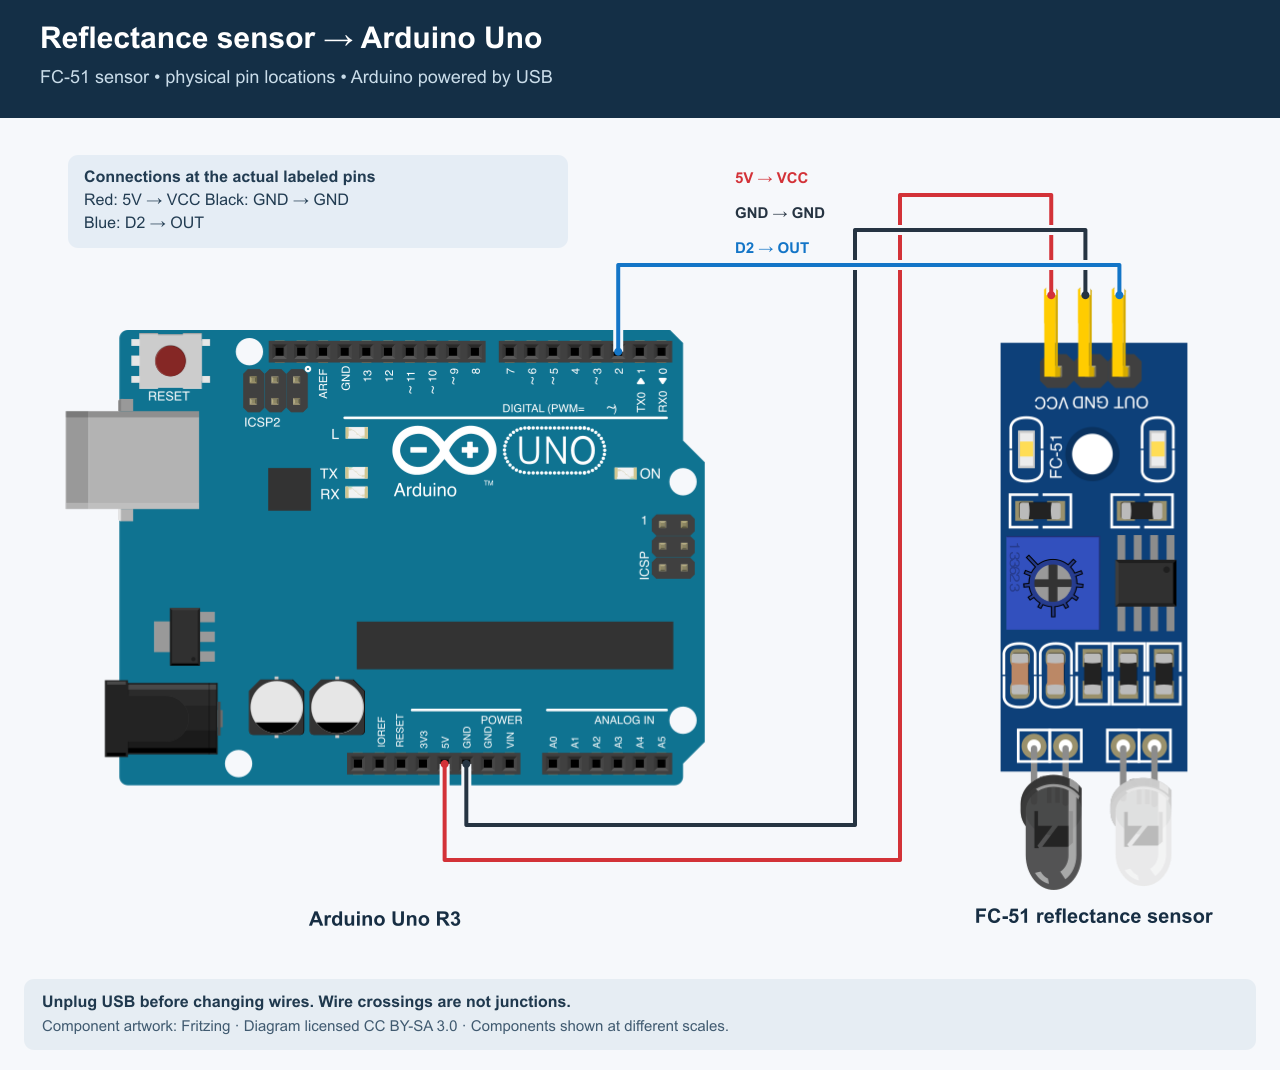 Reflectance sensor → Arduino Uno
FC-51 sensor • physical pin locations • Arduino powered by USB
Connections at the actual labeled pins
Red: 5V → VCC Black: GND → GND
Blue: D2 → OUT
5V → VCC
GND → GND
D2 → OUT
RESET
ICSP2
AREF
GND
13
12
~11
~10
~9
8
7
~6
~5
4
~3
2
TX0 ▶ 1
RX0 ◀ 0
DIGITAL (PWM= ~)
L
TX
RX
Arduino
TM
UNO
ON
1
ICSP
IOREF
RESET
3V3
5V
GND
GND
VIN
POWER
A0
A1
A2
A3
A4
A5
ANALOG IN
OUT GND VCC
FC-51
Arduino Uno R3
FC-51 reflectance sensor
Unplug USB before changing wires. Wire crossings are not junctions.
Component artwork: Fritzing · Diagram licensed CC BY-SA 3.0 · Components shown at different scales.